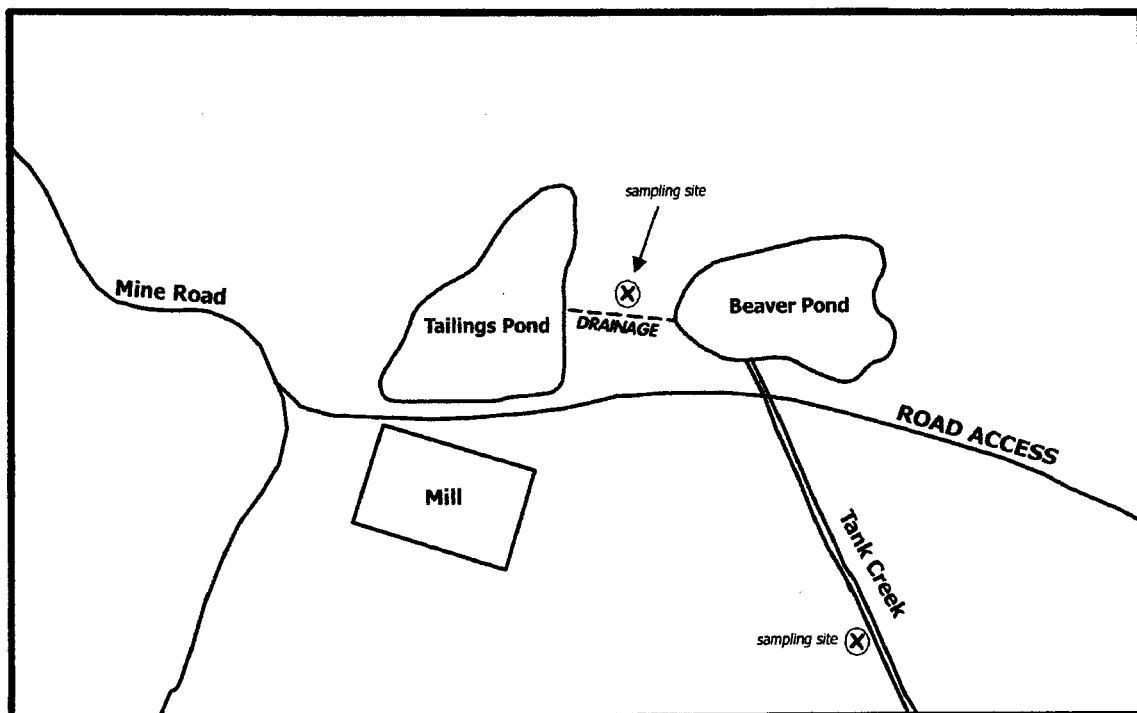 sampling site
Mine Road
Tailings Pond
DRAINAGE
Beaver Pond
ROAD ACCESS
Mill
Tank Creek
sampling site